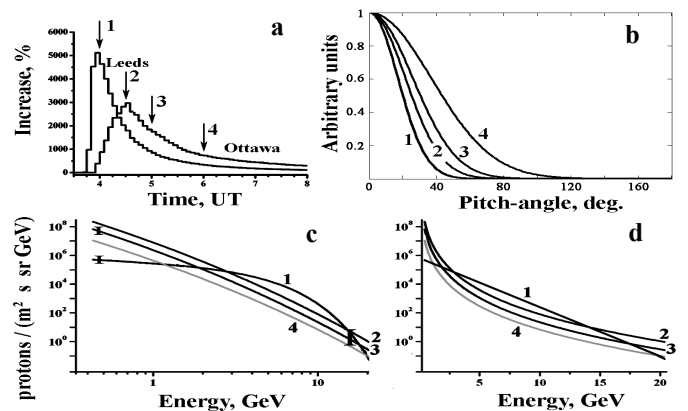 a
1
Leeds
2
3
4
Ottawa
6000
5000
4000
3000
2000
1000
0
4 5 6 7 8
Increase, %
Time, UT
b
1
0.8
0.6
0.4
0.2
0 40 80 120 160
1 2 3 4
Arbitrary units
Pitch-angle, deg.
c
10⁸
10⁶
10⁴
10²
10⁰
1
2
3
4
1 10
protons / (m² s sr GeV)
Energy, GeV
d
10⁸
10⁶
10⁴
10²
10⁰
1
2
3
4
5 10 15 20
Energy, GeV